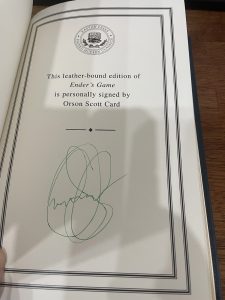 This leather-bound edition of
Ender's Game
is personally signed by
Orson Scott Card